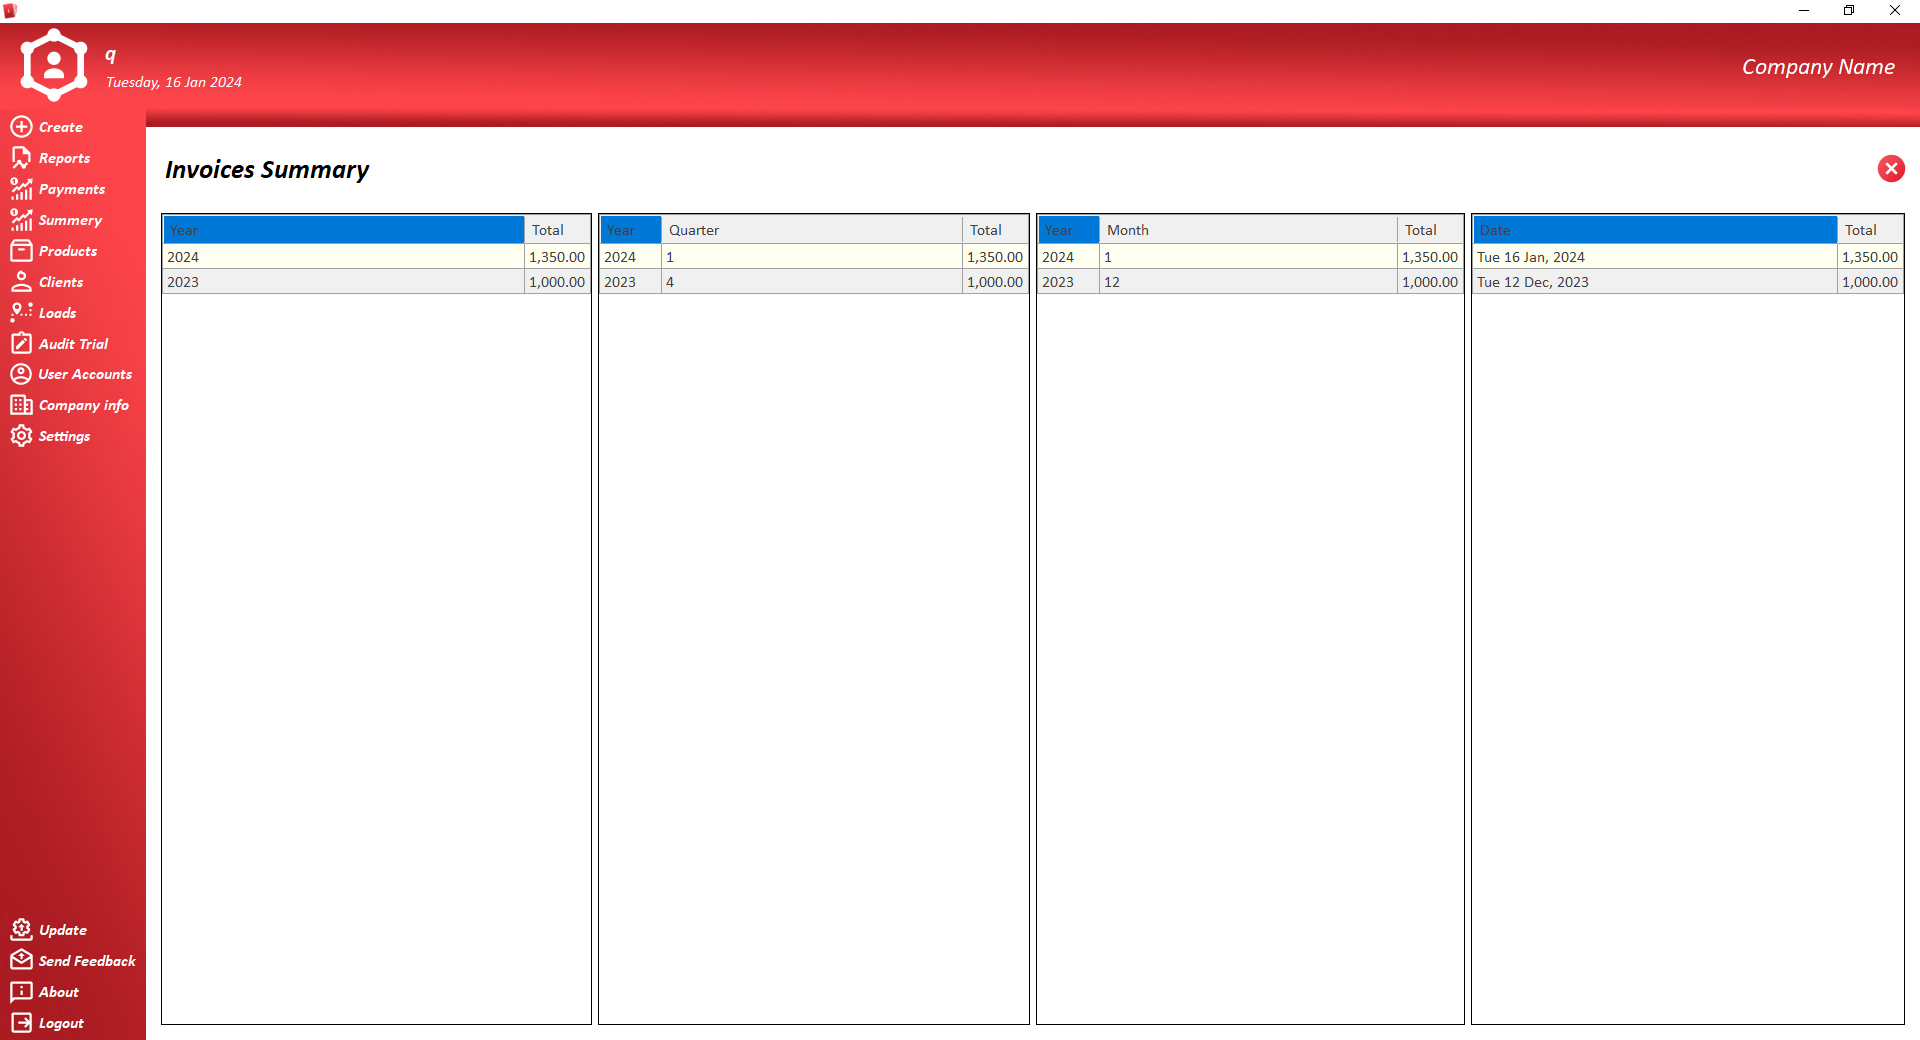 q
Tuesday, 16 Jan 2024
Company Name
Create
Reports
Payments
Summery
Products
Clients
Loads
Audit Trial
User Accounts
Company info
Settings
Update
Send Feedback
About
Logout
Invoices Summary
Year Total
2024 1,350.00
2023 1,000.00
Year Quarter Total
2024 1 1,350.00
2023 4 1,000.00
Year Month Total
2024 1 1,350.00
2023 12 1,000.00
Date Total
Tue 16 Jan, 2024 1,350.00
Tue 12 Dec, 2023 1,000.00